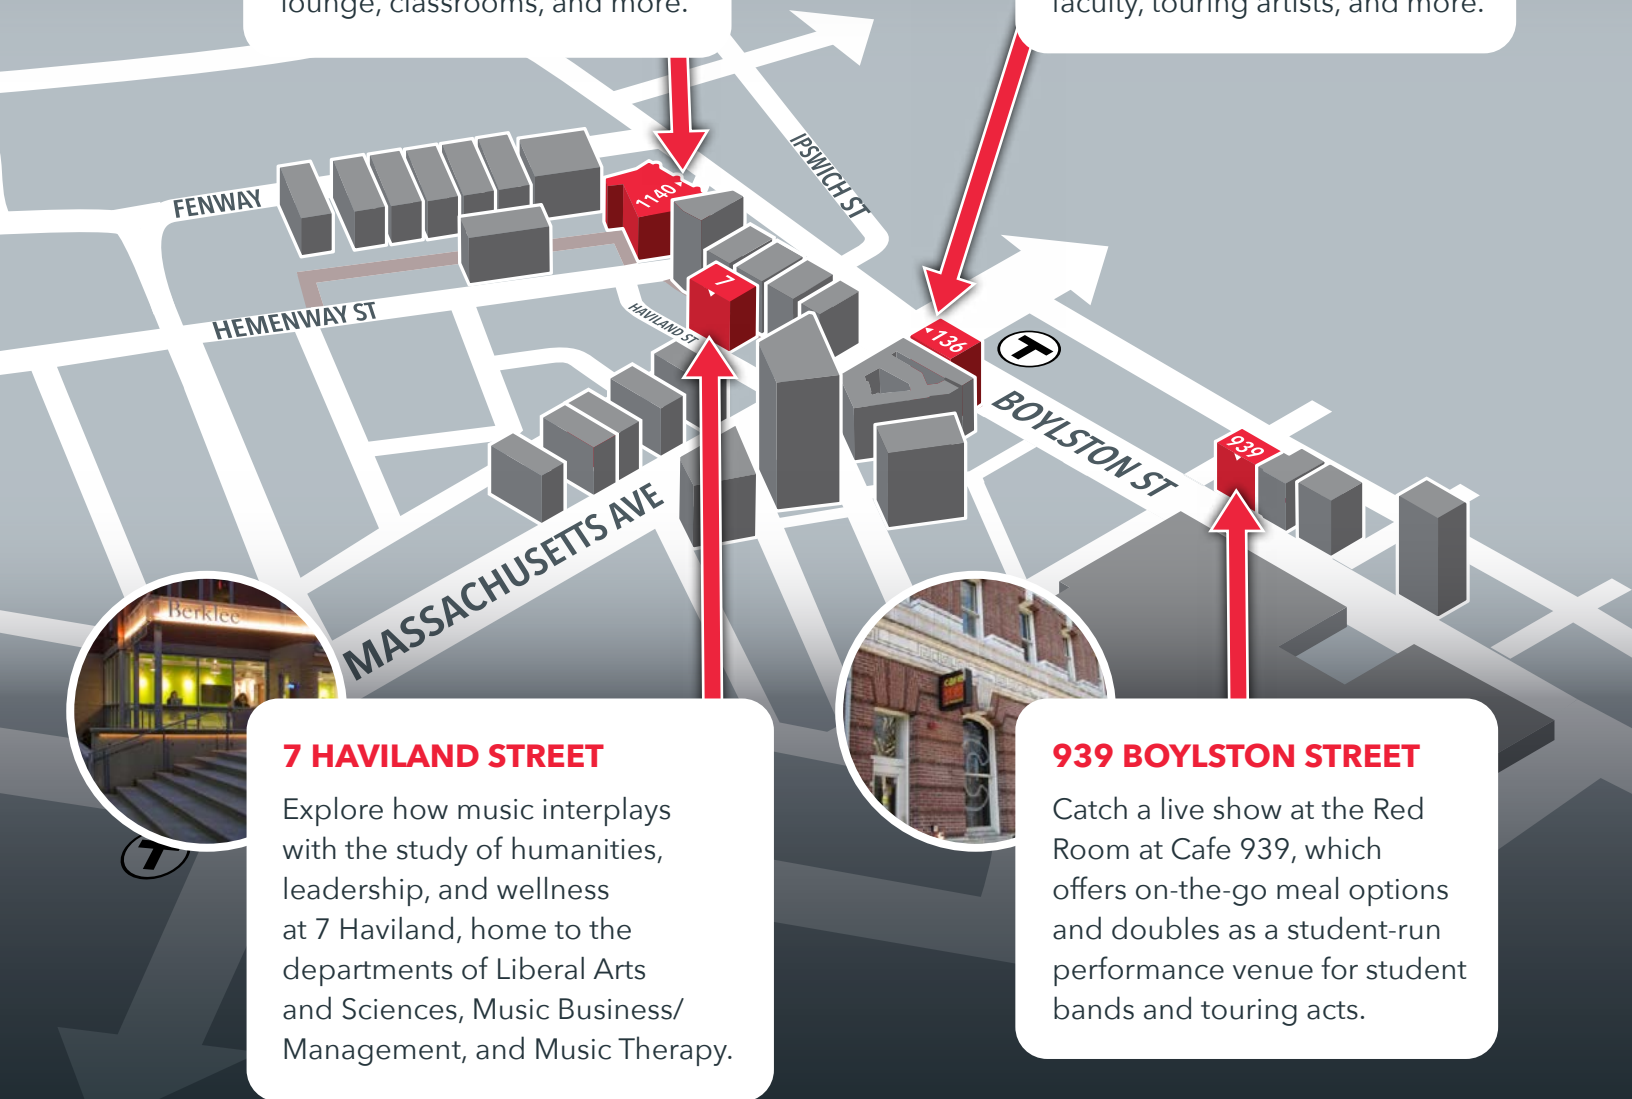 lounge, classrooms, and more.
faculty, touring artists, and more.
IPSWICH ST
FENWAY
1140
7
HEMENWAY ST
HAVILAND ST
136
T
BOYLSTON ST
939
MASSACHUSETTS AVE
Berklee
T
7 HAVILAND STREET
Explore how music interplays
with the study of humanities,
leadership, and wellness
at 7 Haviland, home to the
departments of Liberal Arts
and Sciences, Music Business/
Management, and Music Therapy.
939 BOYLSTON STREET
Catch a live show at the Red
Room at Cafe 939, which
offers on-the-go meal options
and doubles as a student-run
performance venue for student
bands and touring acts.